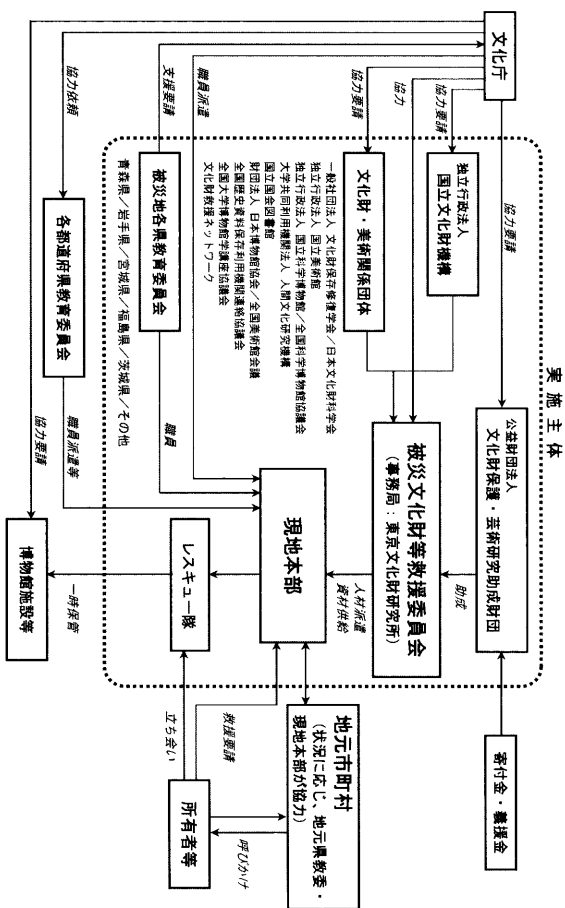 実施主体
文化庁
協力要請
協力要請
協力
協力要請
職員派遣
支援要請
協力依頼
協力要請
独立行政法人
国立文化財機構
文化財・美術関係団体
一般社団法人 文化財保存修復学会／日本文化財科学会
独立行政法人 国立美術館
独立行政法人 国立科学博物館／全国科学博物館協議会
大学共同利用機関法人 人間文化研究機構
国立国会図書館
財団法人 日本博物館協会／全国美術館会議
全国歴史資料保存利用機関連絡協議会
全国大学博物館学講座協議会
文化財救援ネットワーク
被災地各県教育委員会
青森県／岩手県／宮城県／福島県／茨城県／その他
各都道府県教育委員会
公益財団法人
文化財保護・芸術研究助成財団
助成
被災文化財等救援委員会
（事務局：東京文化財研究所）
人材派遣
資材供給
職員
職員派遣等
現地本部
レスキュー隊
一時保管
博物館施設等
寄付金・義援金
地元市町村
（状況に応じ、地元県教委・
現地本部が協力）
救援要請
立ち会い
呼びかけ
所有者等